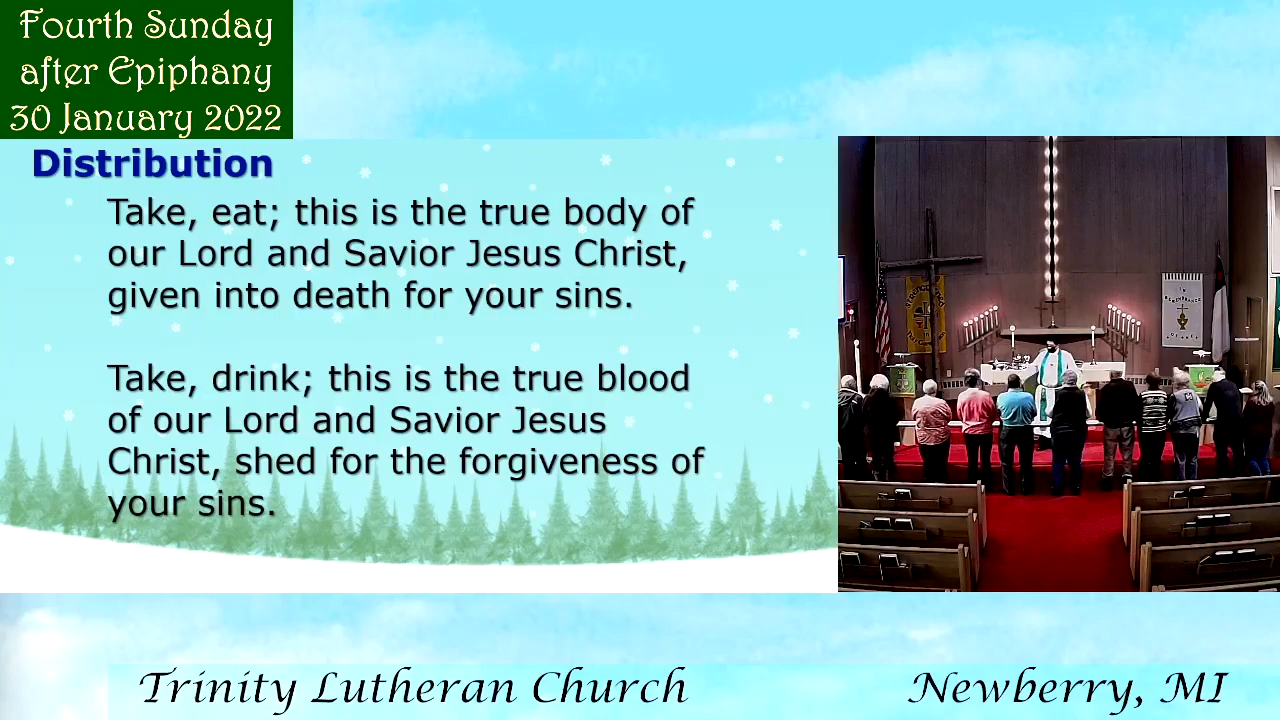 Fourth Sunday
after Epiphany
30 January 2022
Distribution
Take, eat; this is the true body of
our Lord and Savior Jesus Christ,
given into death for your sins.
Take, drink; this is the true blood
of our Lord and Savior Jesus
Christ, shed for the forgiveness of
your sins.
IN
REMEMBRANCE
Trinity Lutheran Church
Newberry, MI